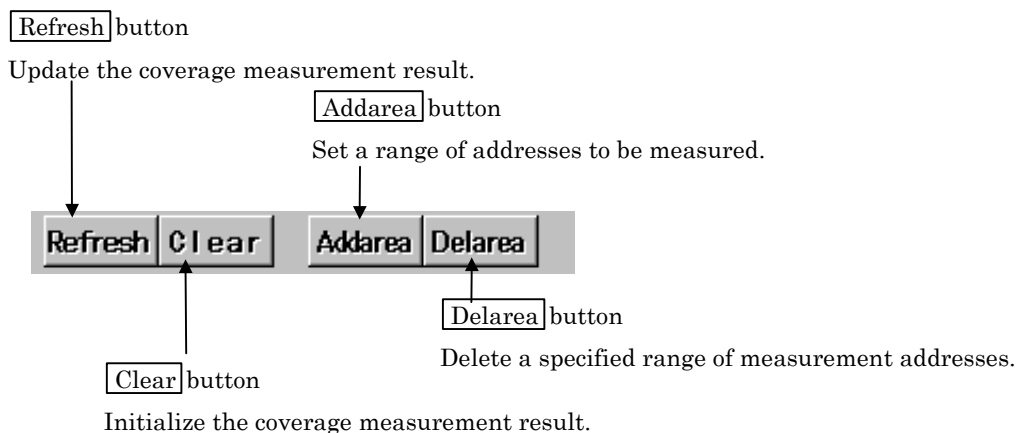 Refresh button
Update the coverage measurement result.
Addarea button
Set a range of addresses to be measured.
Refresh Clear Addarea Delarea
Delarea button
Delete a specified range of measurement addresses.
Clear button
Initialize the coverage measurement result.